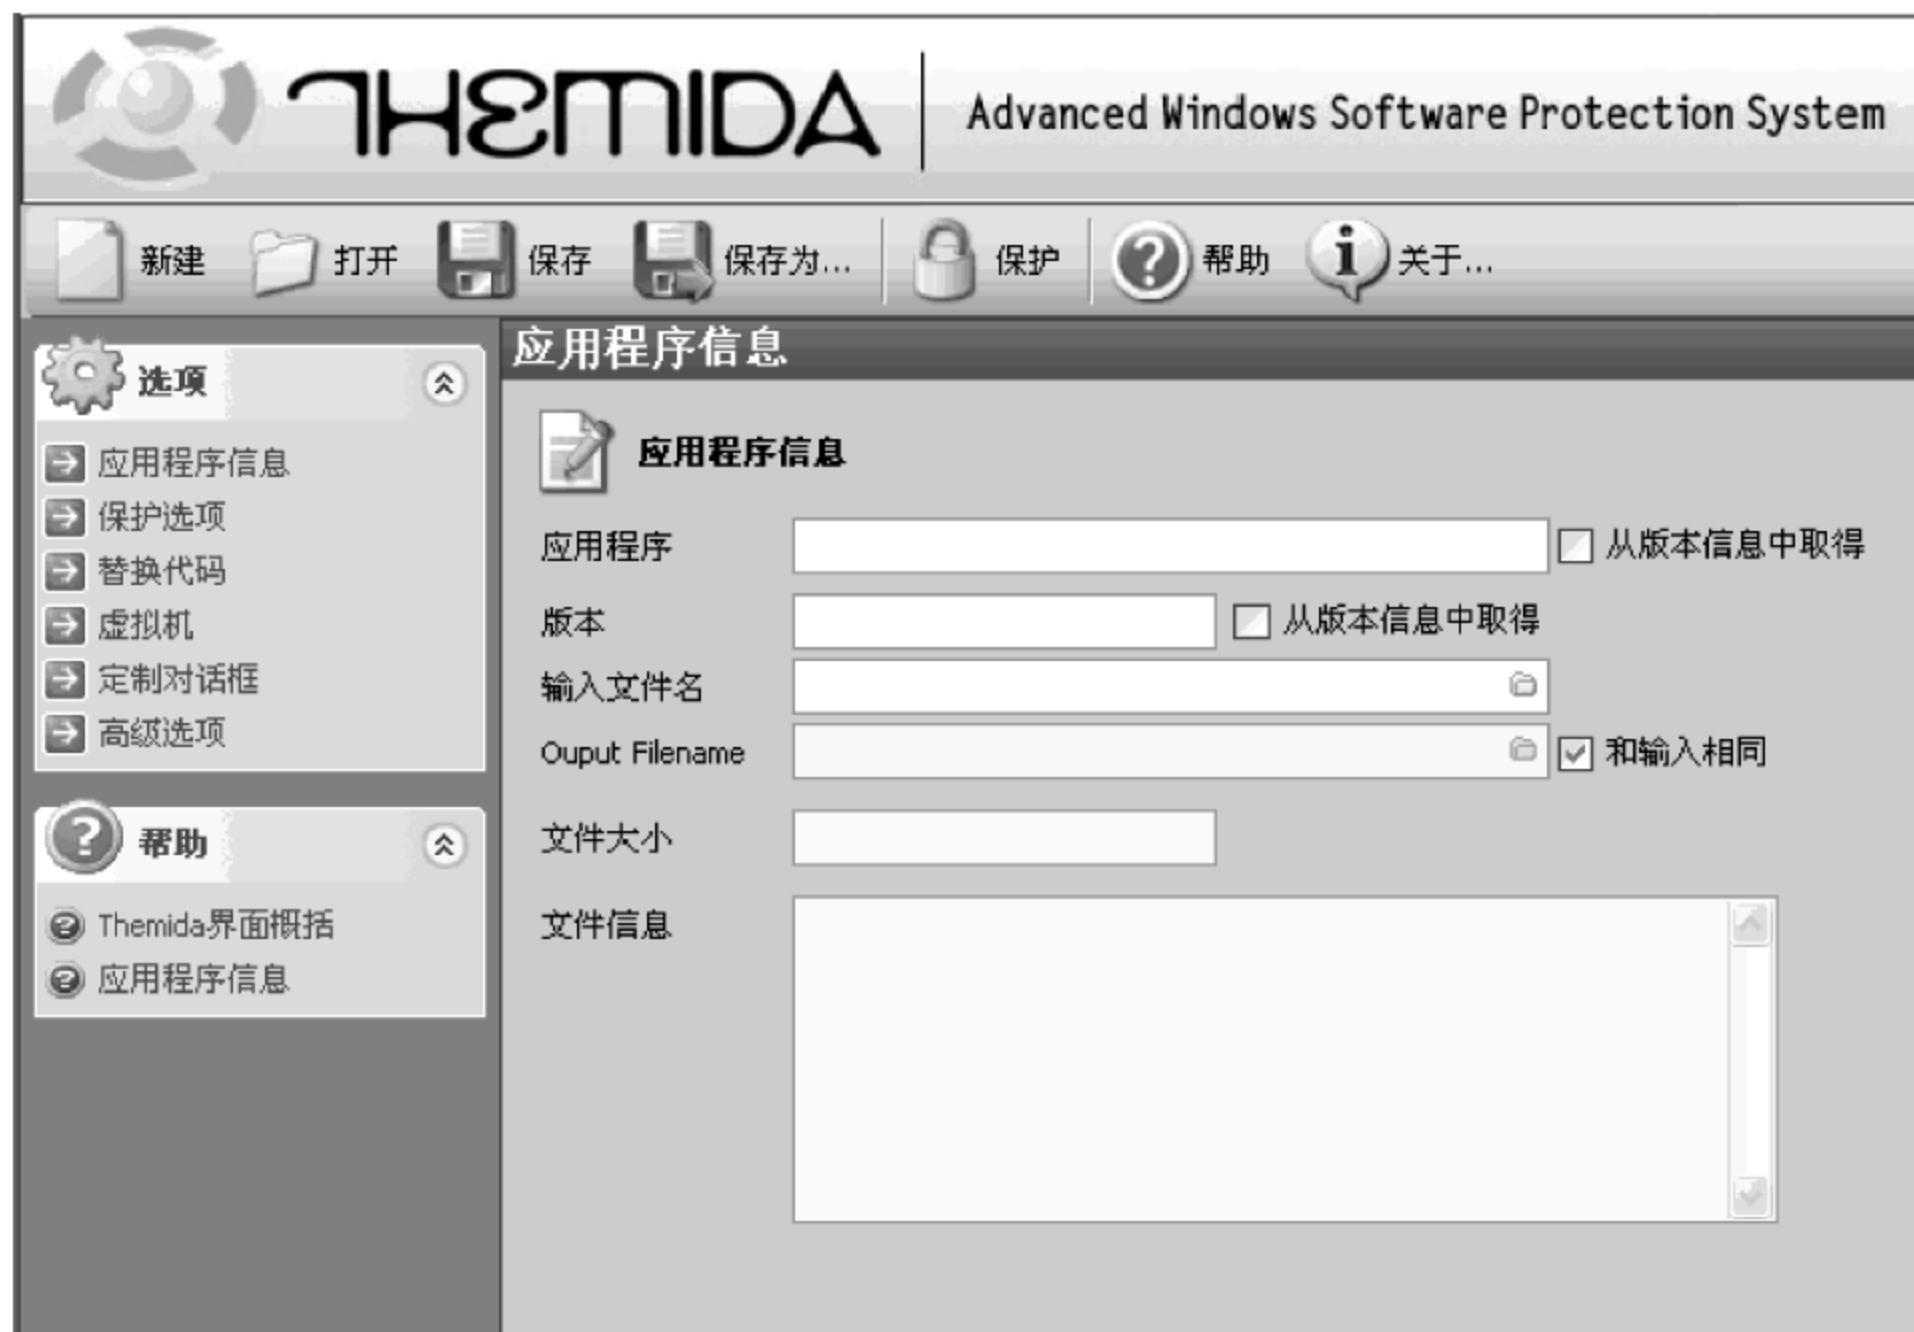 THEMIDA Advanced Windows Software Protection System
新建 打开 保存 保存为... 保护 帮助 关于...
选项
应用程序信息
保护选项
替换代码
虚拟机
定制对话框
高级选项
帮助
Themida界面概括
应用程序信息
应用程序信息
应用程序信息
应用程序 从版本信息中取得
版本 从版本信息中取得
输入文件名
Ouput Filename 和输入相同
文件大小
文件信息